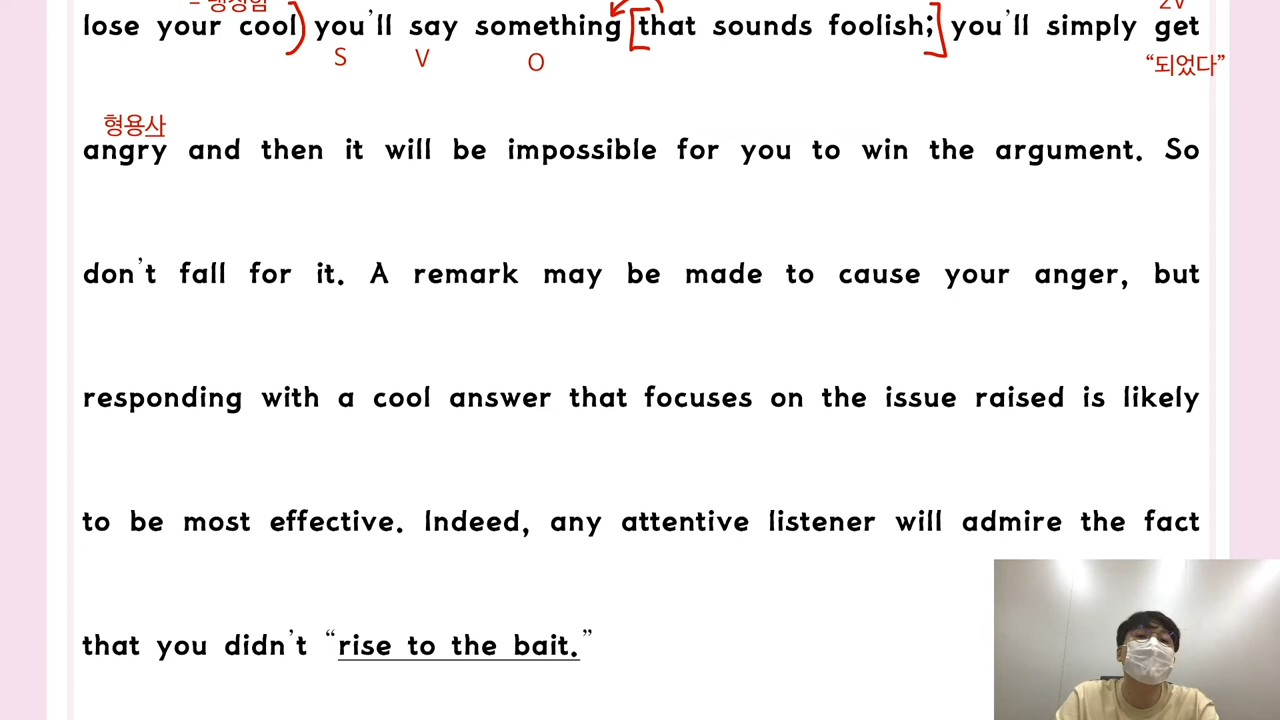 = 냉정함
lose your cool) you'll say something [that sounds foolish;] you'll simply get
S V O 2V
"되었다"
형용사
angry and then it will be impossible for you to win the argument. So
don't fall for it. A remark may be made to cause your anger, but
responding with a cool answer that focuses on the issue raised is likely
to be most effective. Indeed, any attentive listener will admire the fact
that you didn't "rise to the bait."